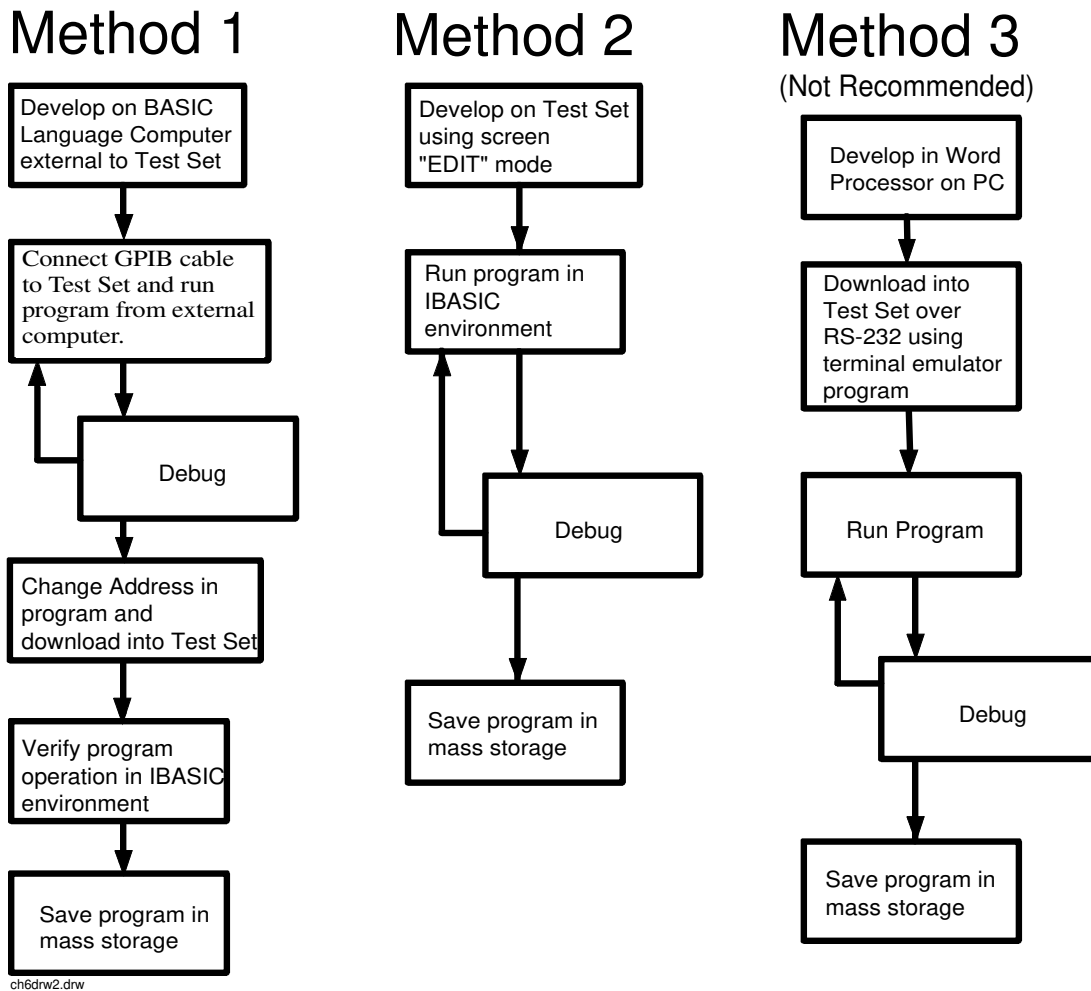 Method 1
Develop on BASIC
Language Computer
external to Test Set
Connect GPIB cable
to Test Set and run
program from external
computer.
Debug
Change Address in
program and
download into Test Set
Verify program
operation in IBASIC
environment
Save program in
mass storage
ch6drw2.drw
Method 2
Develop on Test Set
using screen
"EDIT" mode
Run program in
IBASIC
environment
Debug
Save program in
mass storage
Method 3
(Not Recommended)
Develop in Word
Processor on PC
Download into
Test Set over
RS-232 using
terminal emulator
program
Run Program
Debug
Save program in
mass storage